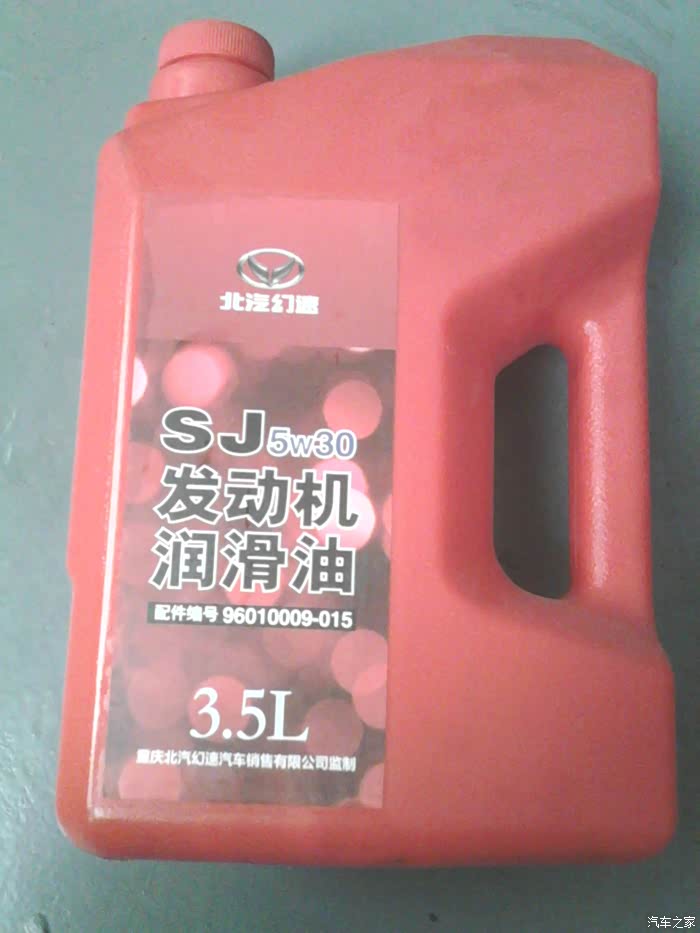 北汽幻速
SJ 5w30
发动机
润滑油
配件编号 96010009-015
3.5L
重庆北汽幻速汽车销售有限公司监制
汽车之家